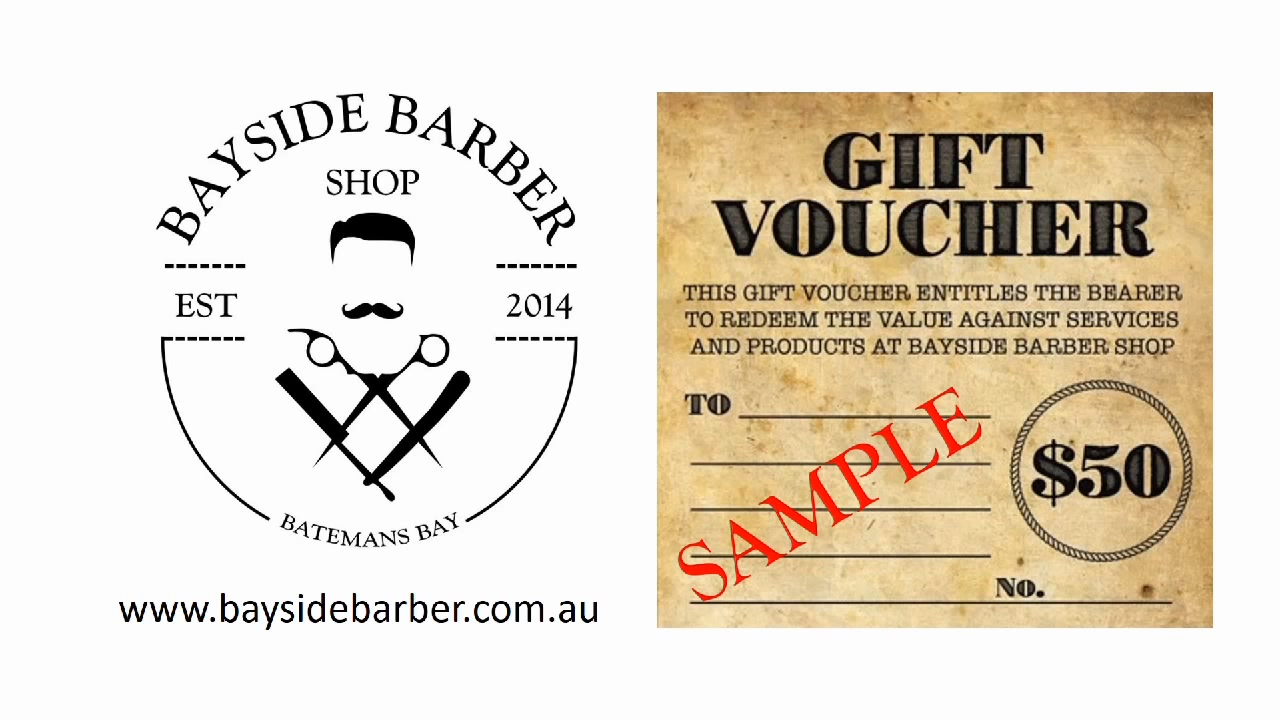 BAYSIDE BARBER
SHOP
EST 2014
BATEMANS BAY
www.baysidebarber.com.au
GIFT
VOUCHER
THIS GIFT VOUCHER ENTITLES THE BEARER
TO REDEEM THE VALUE AGAINST SERVICES
AND PRODUCTS AT BAYSIDE BARBER SHOP
TO
$50
SAMPLE
No.